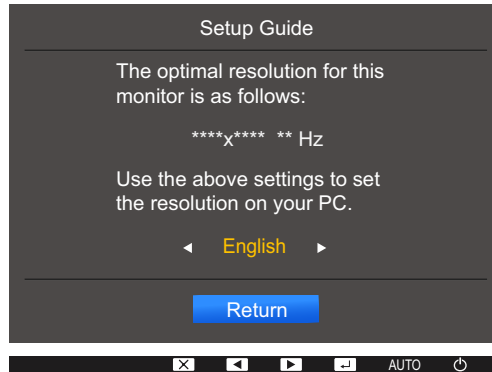 Setup Guide
The optimal resolution for this
monitor is as follows:
****x**** ** Hz
Use the above settings to set
the resolution on your PC.
English
Return
AUTO